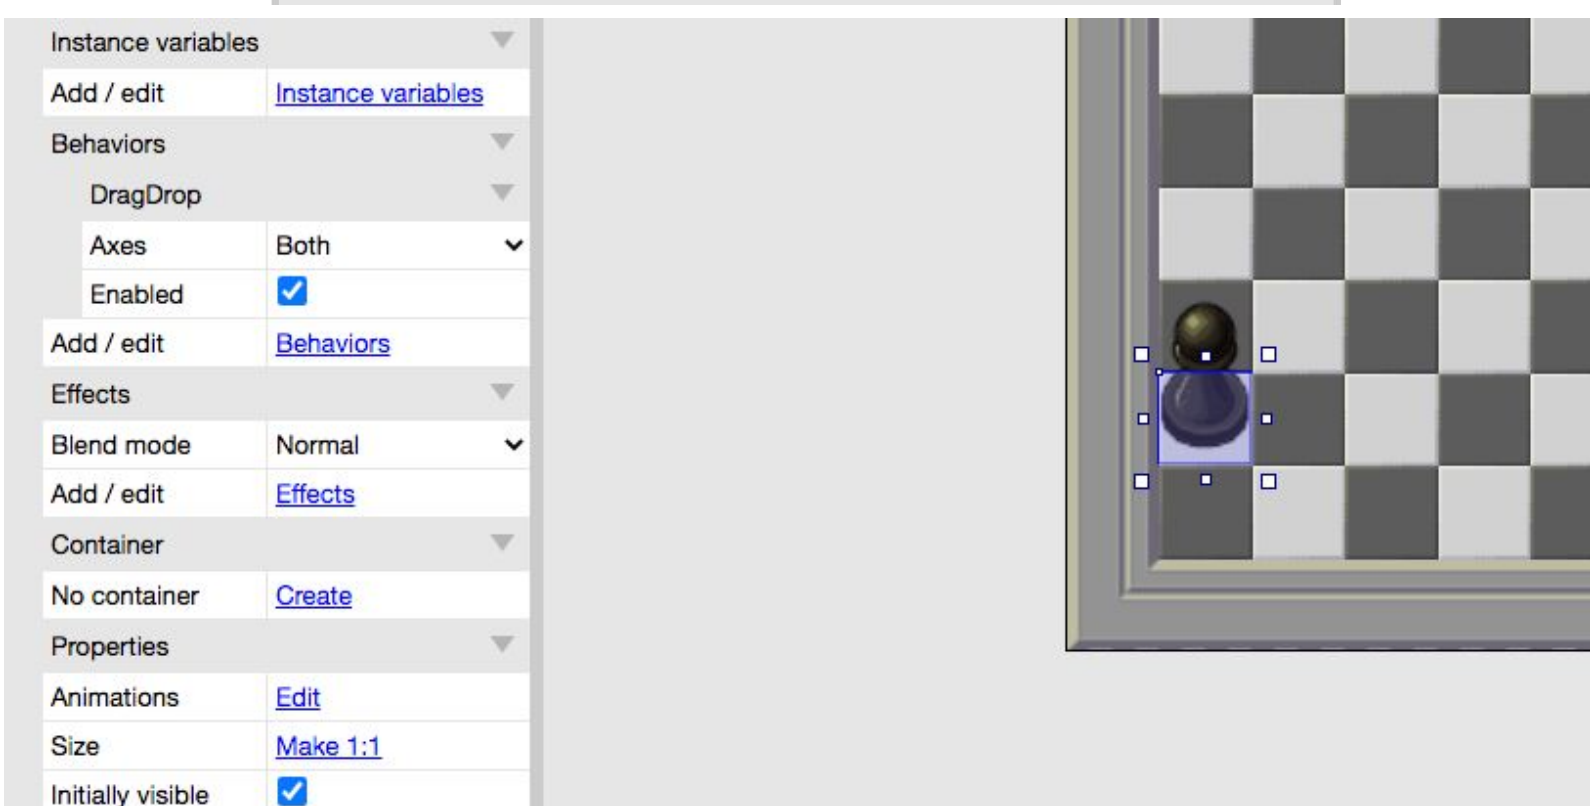 Instance variables
Add / edit Instance variables
Behaviors
DragDrop
Axes Both
Enabled
Add / edit Behaviors
Effects
Blend mode Normal
Add / edit Effects
Container
No container Create
Properties
Animations Edit
Size Make 1:1
Initially visible